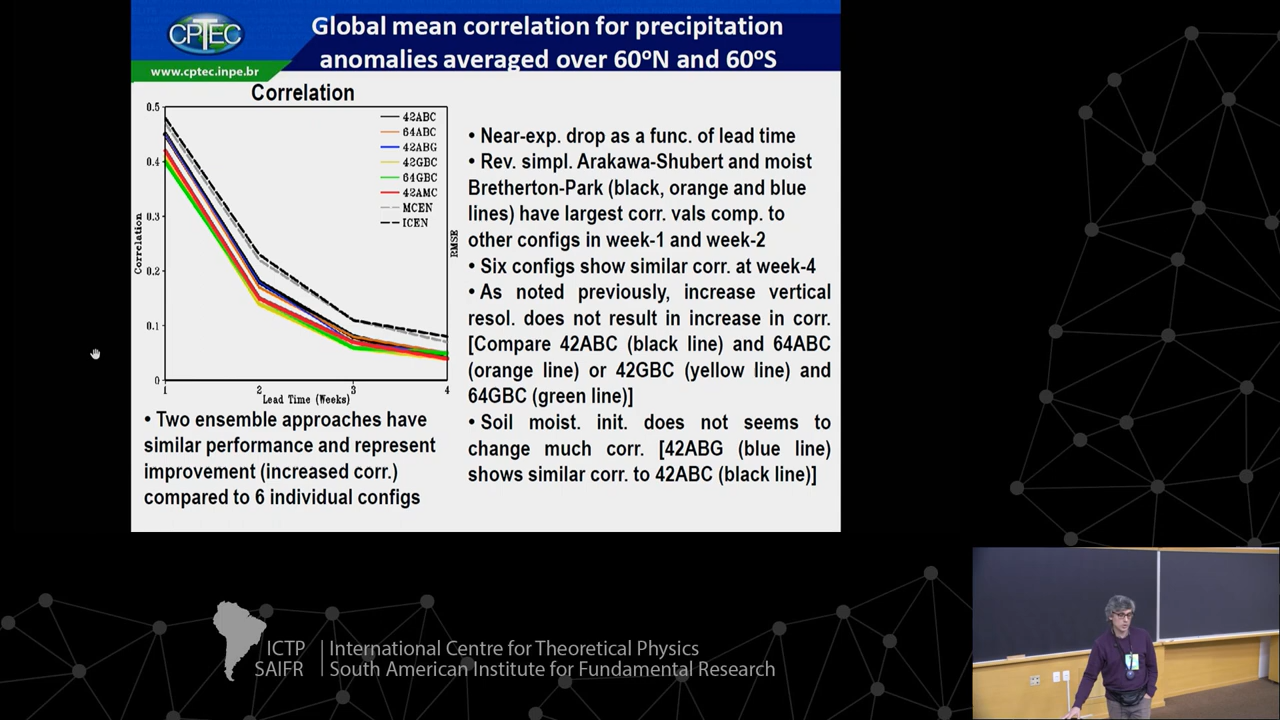 CPTEC
www.cptec.inpe.br
Global mean correlation for precipitation
anomalies averaged over 60ºN and 60ºS
Correlation
0.5
0.4
0.3
0.2
0.1
0
Correlation
1
2
3
4
Lead Time (Weeks)
RMSE
42ABC
64ABC
42ABG
42GBC
64GBC
42AMC
MCEN
ICEN
• Two ensemble approaches have
similar performance and represent
improvement (increased corr.)
compared to 6 individual configs
• Near-exp. drop as a func. of lead time
• Rev. simpl. Arakawa-Shubert and moist
Bretherton-Park (black, orange and blue
lines) have largest corr. vals comp. to
other configs in week-1 and week-2
• Six configs show similar corr. at week-4
• As noted previously, increase vertical
resol. does not result in increase in corr.
[Compare 42ABC (black line) and 64ABC
(orange line) or 42GBC (yellow line) and
64GBC (green line)]
• Soil moist. init. does not seems to
change much corr. [42ABG (blue line)
shows similar corr. to 42ABC (black line)]
ICTP
SAIFR
International Centre for Theoretical Physics
South American Institute for Fundamental Research